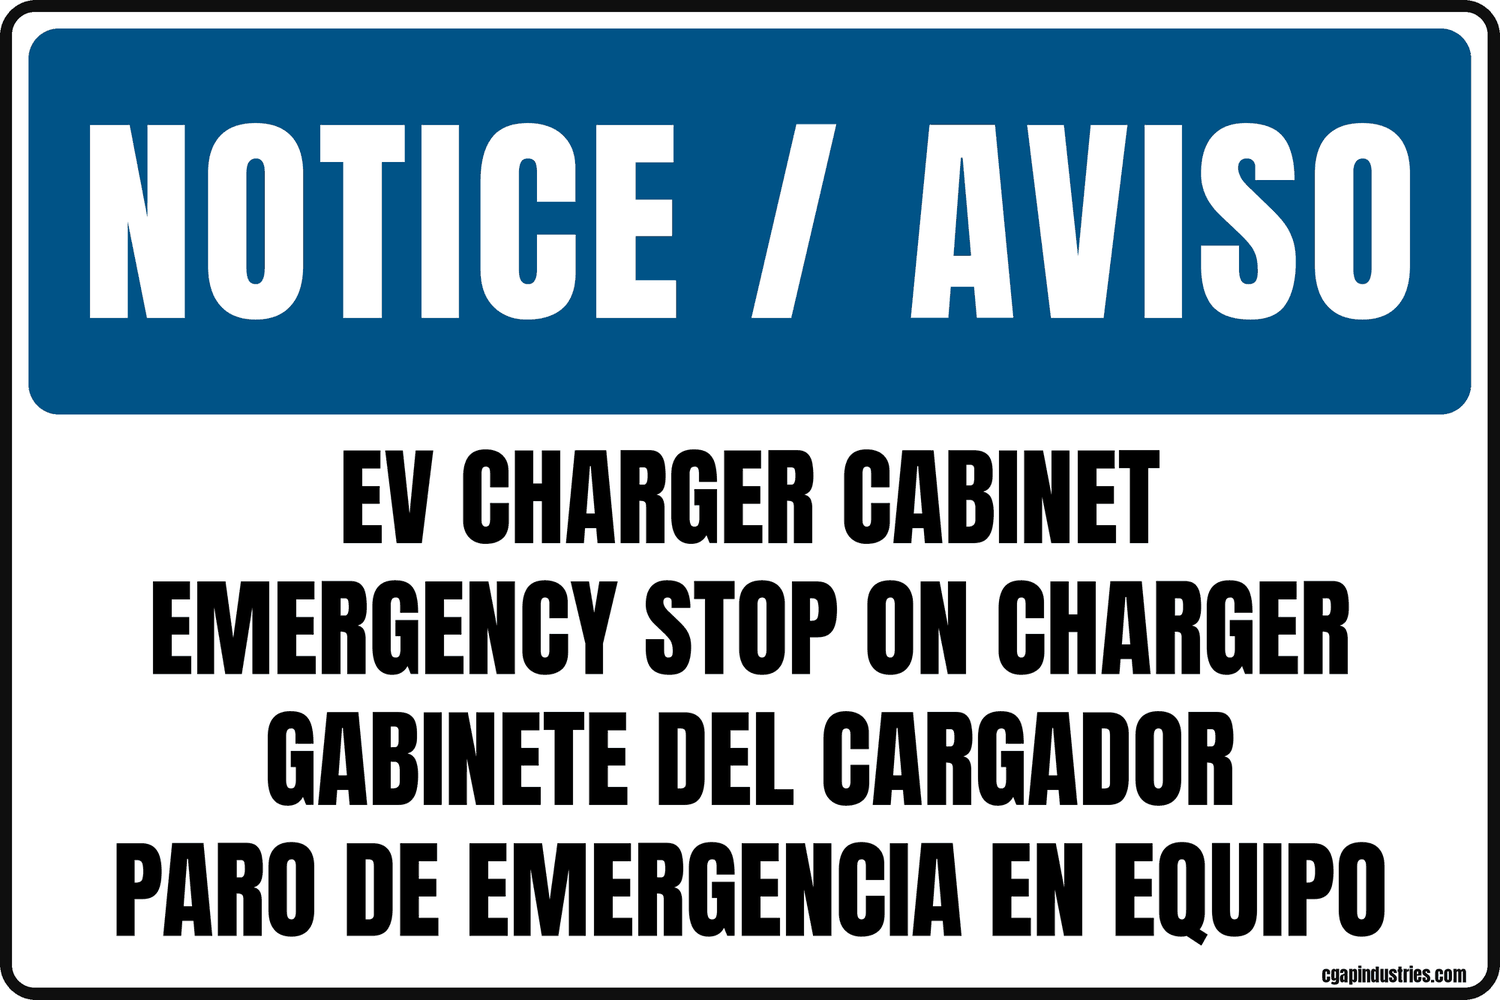 NOTICE / AVISO
EV CHARGER CABINET
EMERGENCY STOP ON CHARGER
GABINETE DEL CARGADOR
PARO DE EMERGENCIA EN EQUIPO
cgapindustries.com